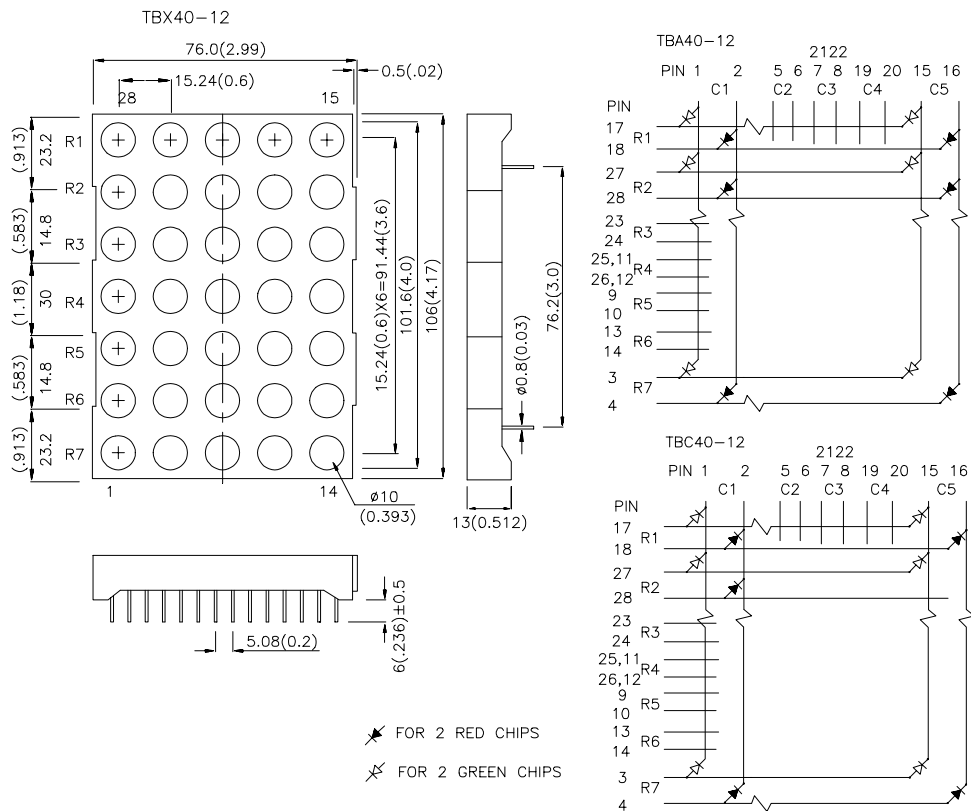 TBX40-12
76.0(2.99)
15.24(0.6)
0.5(.02)
28 15
R1
R2
R3
R4
R5
R6
R7
23.2
(.913)
14.8
(.583)
30
(1.18)
14.8
(.583)
23.2
(.913)
1 14
15.24(0.6)X6=91.44(3.6)
101.6(4.0)
106(4.17)
ø10
(0.393)
76.2(3.0)
ø0.8(0.03)
13(0.512)
5.08(0.2)
6(.236)±0.5
FOR 2 RED CHIPS
FOR 2 GREEN CHIPS
TBA40-12
2122
PIN 1 2 5 6 7 8 19 20 15 16
C1 C2 C3 C4 C5
PIN
17
R1
18
27
R2
28
23
R3
24
25,11
R4
26,12
9
R5
10
13
R6
14
3
R7
4
TBC40-12
2122
PIN 1 2 5 6 7 8 19 20 15 16
C1 C2 C3 C4 C5
PIN
17
R1
18
27
R2
28
23
R3
24
25,11
R4
26,12
9
R5
10
13
R6
14
3
R7
4